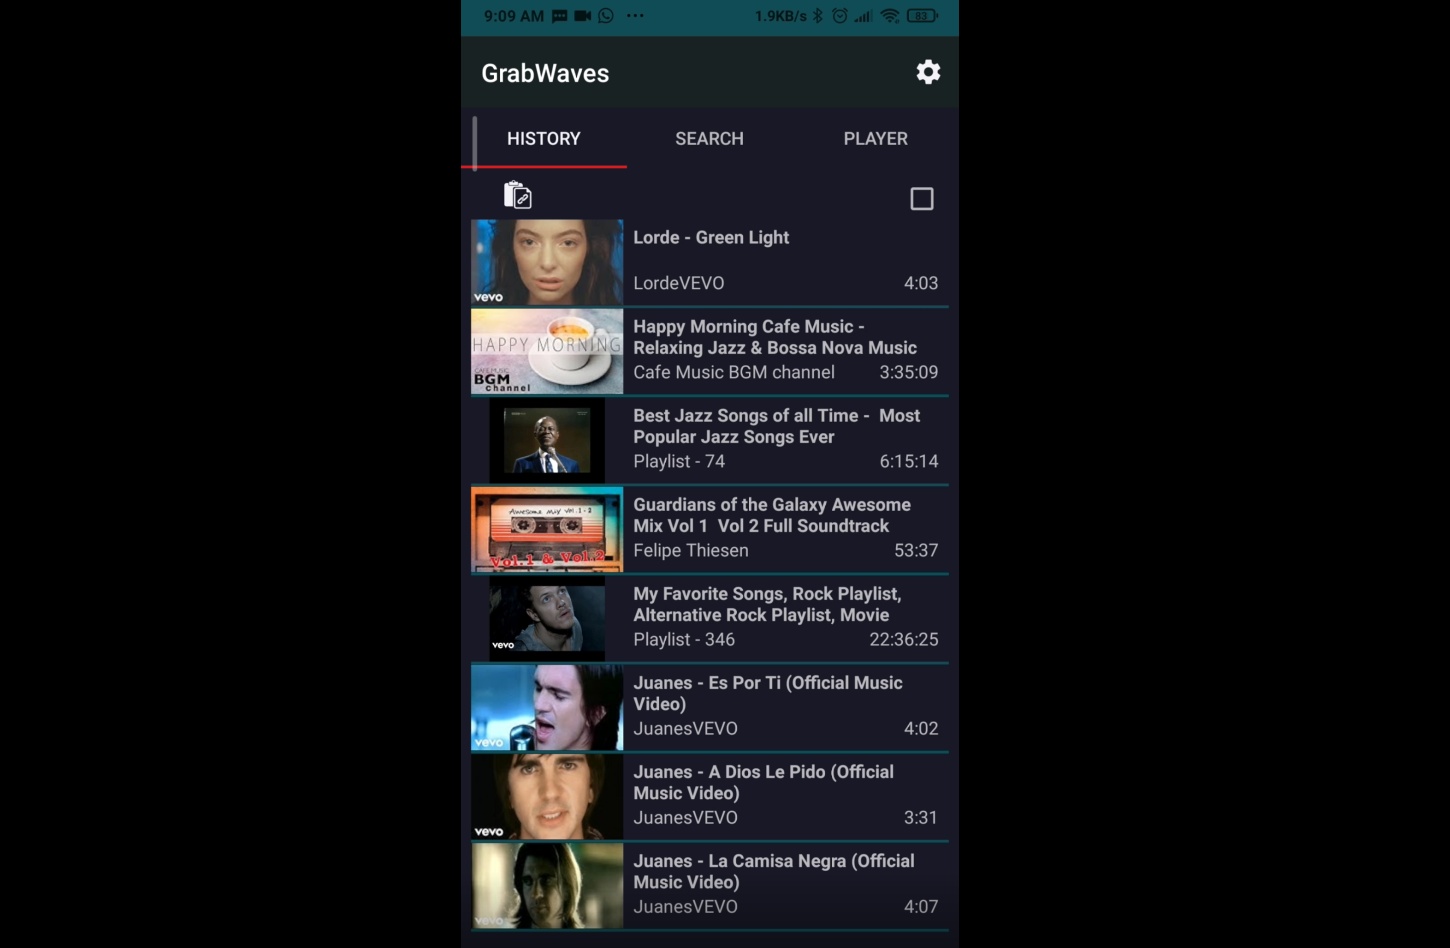 9:09 AM
1.9KB/s
83
GrabWaves
HISTORY
SEARCH
PLAYER
vevo
Lorde - Green Light
LordeVEVO
4:03
HAPPY MORNING
CAFE MUSIC
BGM
channel
Happy Morning Cafe Music -
Relaxing Jazz & Bossa Nova Music
Cafe Music BGM channel
3:35:09
Best Jazz Songs of all Time -  Most
Popular Jazz Songs Ever
Playlist - 74
6:15:14
Awesome Mix Vol. 1 - 2
Vol.1 & Vol.2
Guardians of the Galaxy Awesome
Mix Vol 1  Vol 2 Full Soundtrack
Felipe Thiesen
53:37
vevo
My Favorite Songs, Rock Playlist,
Alternative Rock Playlist, Movie
Playlist - 346
22:36:25
vevo
Juanes - Es Por Ti (Official Music
Video)
JuanesVEVO
4:02
vevo
Juanes - A Dios Le Pido (Official
Music Video)
JuanesVEVO
3:31
vevo
Juanes - La Camisa Negra (Official
Music Video)
JuanesVEVO
4:07